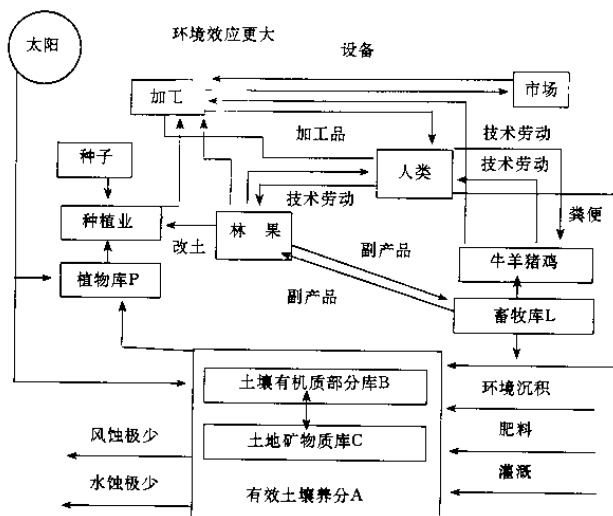 太阳
环境效应更大
设备
加工
市场
加工品
技术劳动
种子
人类
技术劳动
技术劳动
种植业
林 果
粪便
改土
副产品
牛羊猪鸡
植物库P
副产品
畜牧库L
土壤有机质部分库B
环境沉积
风蚀极少
土地矿物质库C
肥料
水蚀极少
有效土壤养分A
灌溉